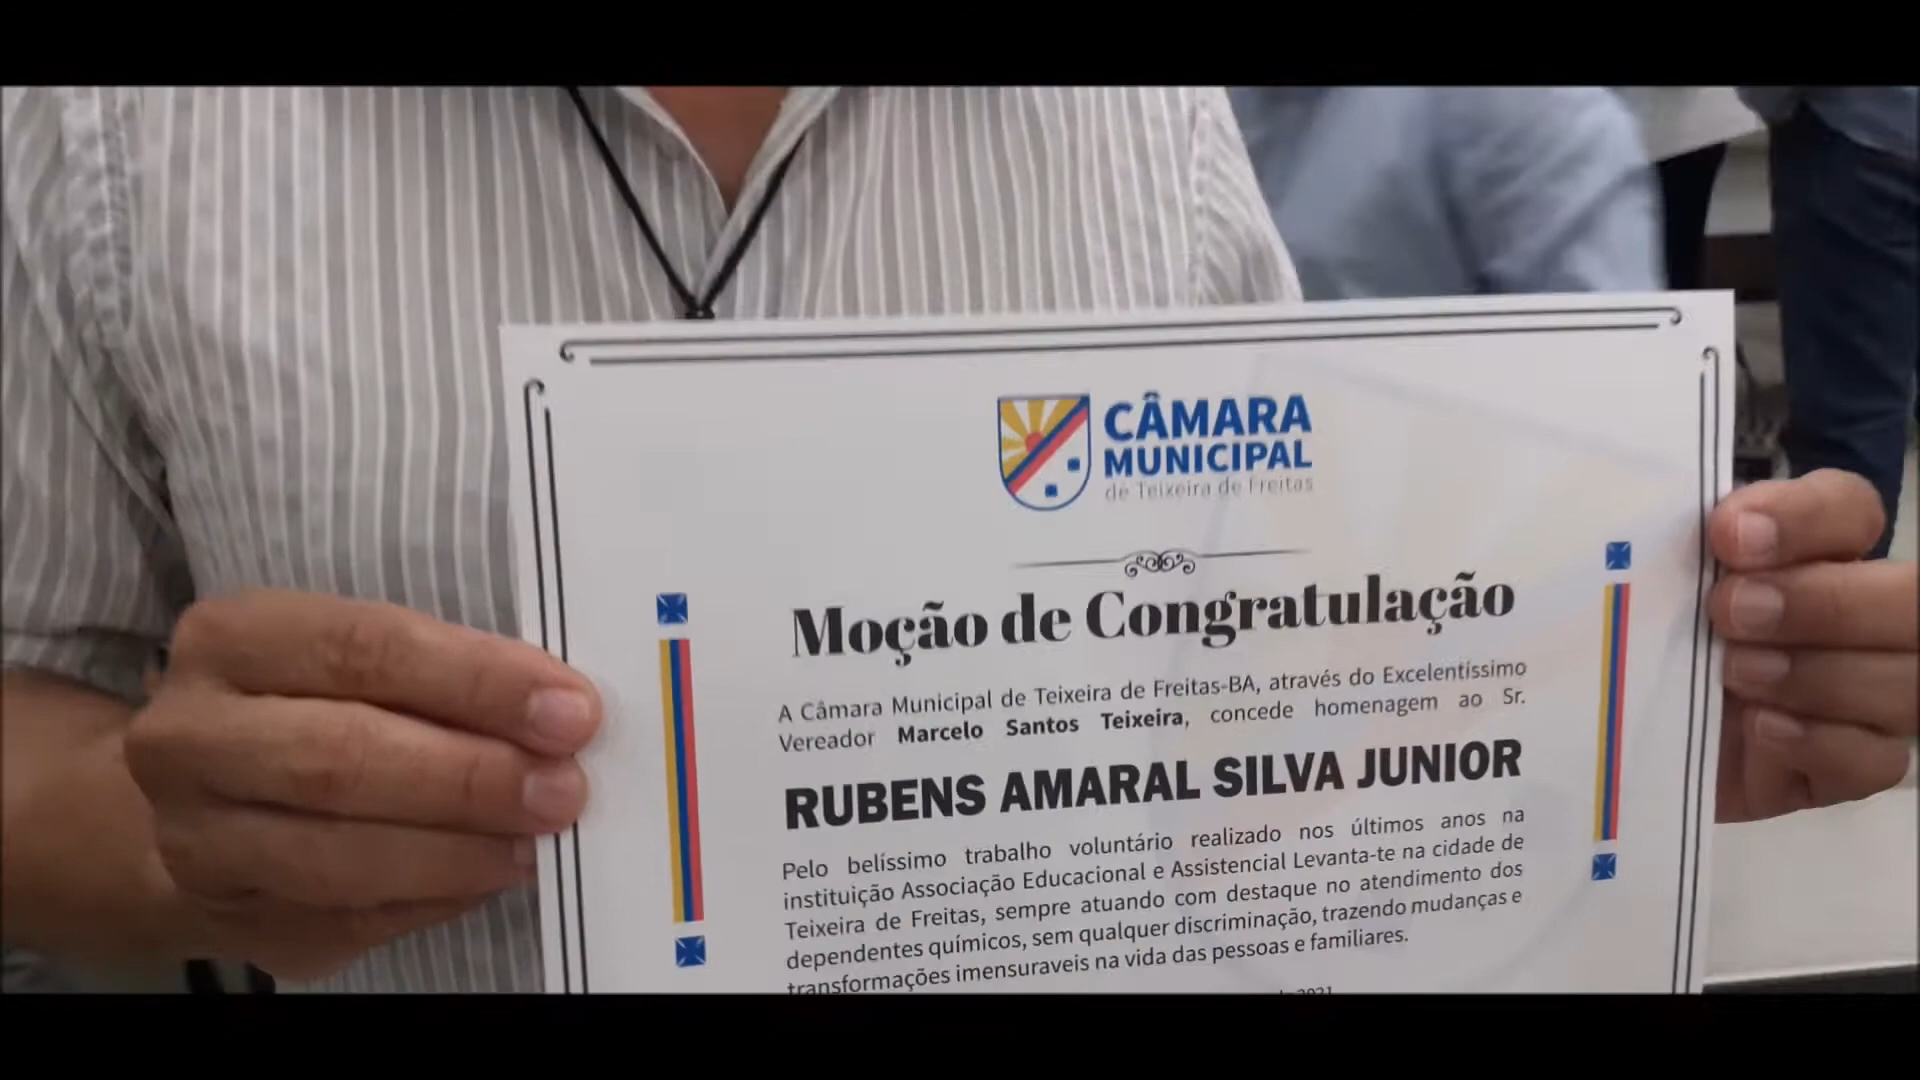 CÂMARA
MUNICIPAL
de Teixeira de Freitas
Moção de Congratulação
A Câmara Municipal de Teixeira de Freitas-BA, através do Excelentíssimo
Vereador Marcelo Santos Teixeira, concede homenagem ao Sr.
RUBENS AMARAL SILVA JUNIOR
Pelo belíssimo trabalho voluntário realizado nos últimos anos na
instituição Associação Educacional e Assistencial Levanta-te na cidade de
Teixeira de Freitas, sempre atuando com destaque no atendimento dos
dependentes químicos, sem qualquer discriminação, trazendo mudanças e
transformações imensuraveis na vida das pessoas e familiares.
2021